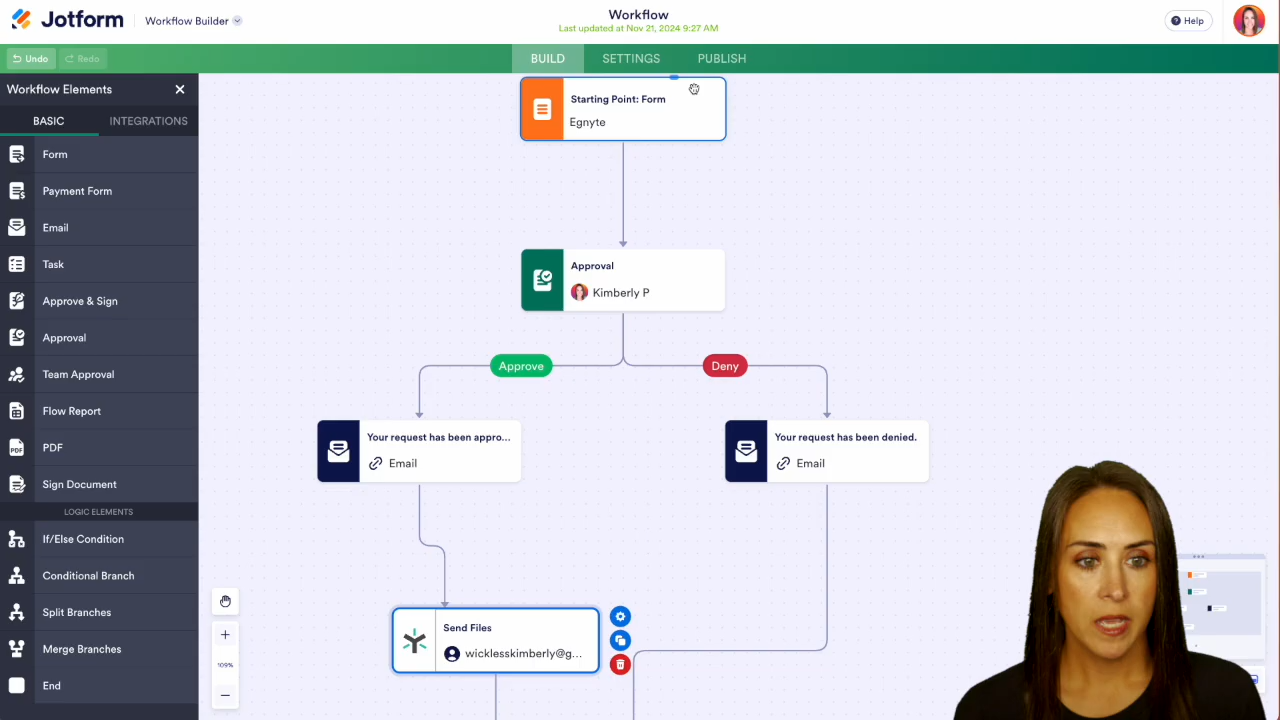 Jotform
Workflow Builder
Workflow
Last updated at Nov 21, 2024 9:27 AM
Help
Undo
Redo
BUILD
SETTINGS
PUBLISH
Workflow Elements
BASIC
INTEGRATIONS
Form
Payment Form
Email
Task
Approve & Sign
Approval
Team Approval
Flow Report
PDF
PDF
Sign Document
LOGIC ELEMENTS
If/Else Condition
Conditional Branch
Split Branches
Merge Branches
End
109%
Starting Point: Form
Egnyte
Approval
Kimberly P
Approve
Deny
Your request has been appro...
Email
Your request has been denied.
Email
Send Files
wicklesskimberly@g...